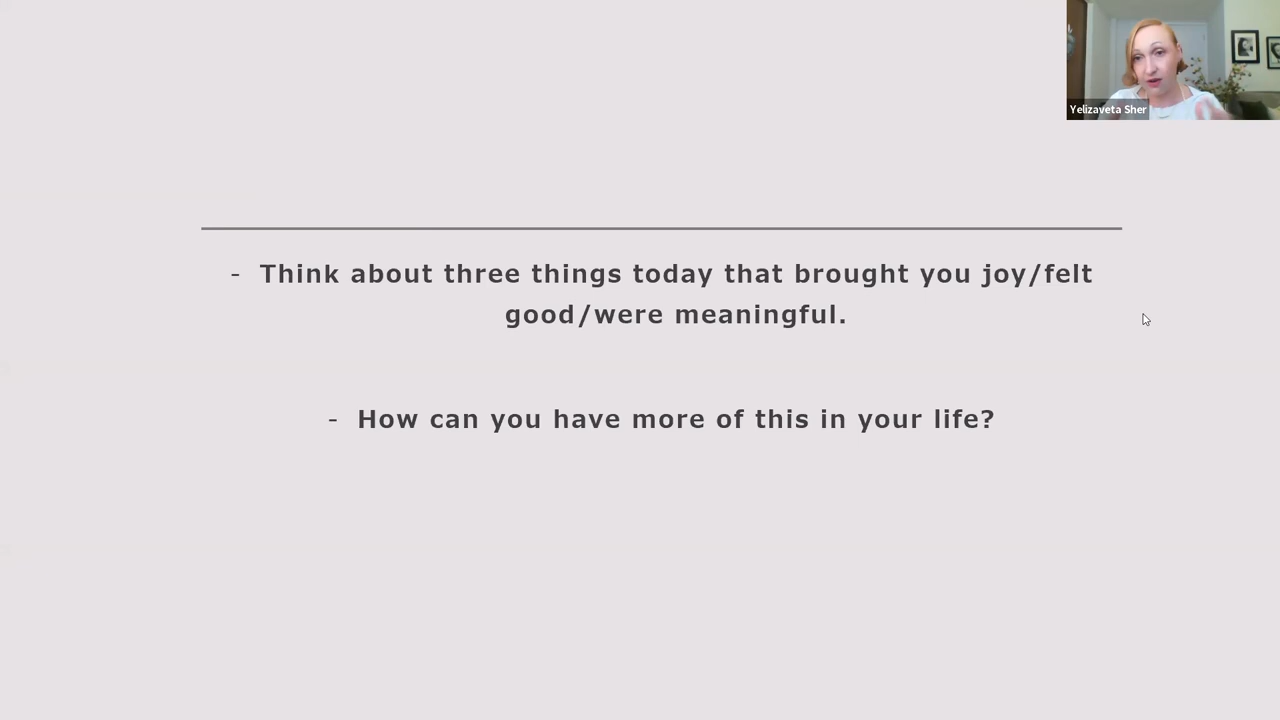 Yelizaveta Sher
- Think about three things today that brought you joy/felt
good/were meaningful.
- How can you have more of this in your life?